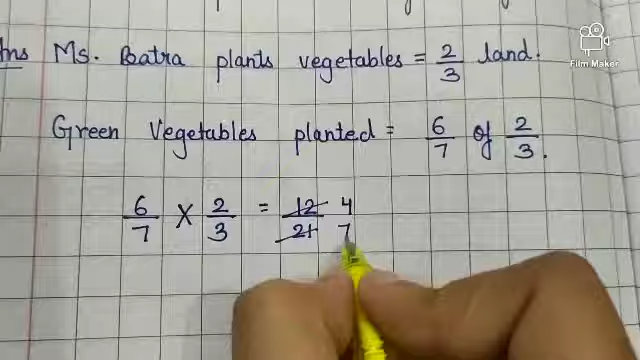 Ans Ms. Batra plants vegetables = 2/3 land.
Film Maker
Green Vegetables planted = 6/7 of 2/3.
6/7 × 2/3 = 12/21 4/7